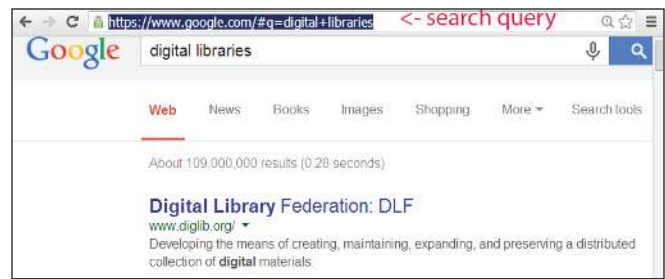 https://www.google.com/#q=digital+libraries <- search query
Google digital libraries
Web News Books Images Shopping More Search tools
About 109,000,000 results (0.28 seconds)
Digital Library Federation: DLF
www.diglib.org/
Developing the means of creating, maintaining, expanding, and preserving a distributed
collection of digital materials.